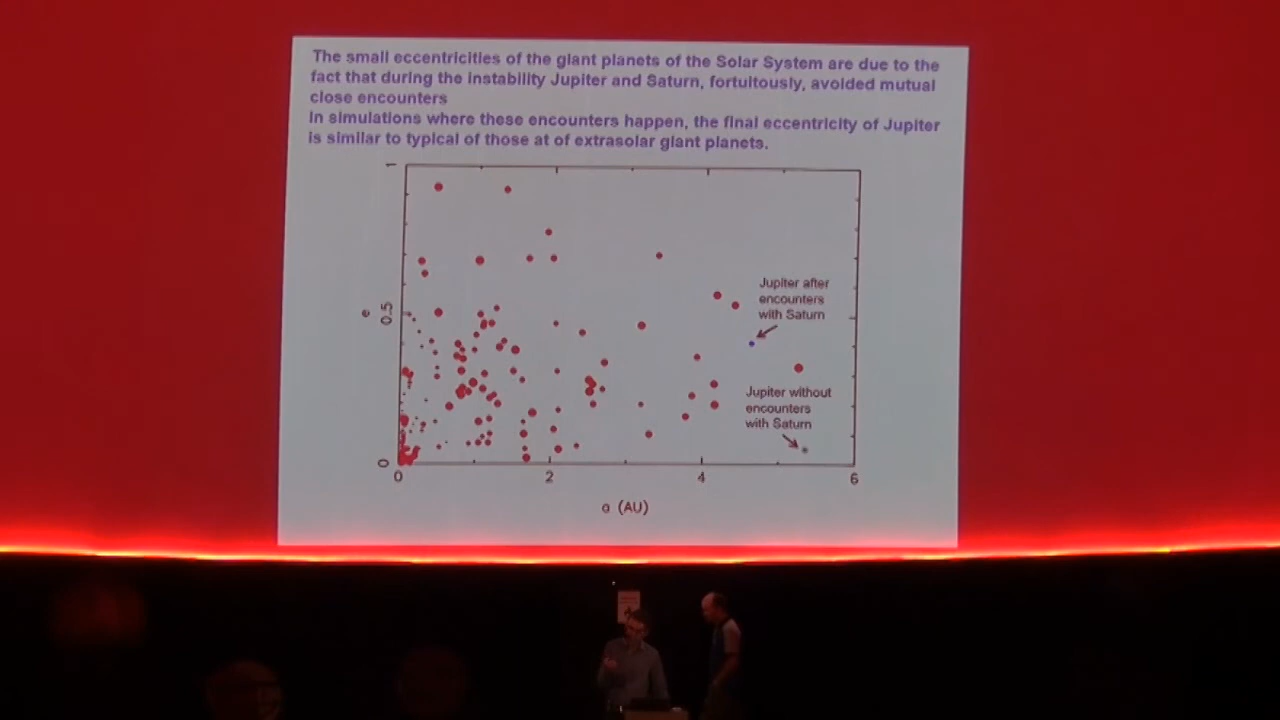 The small eccentricities of the giant planets of the Solar System are due to the
fact that during the instability Jupiter and Saturn, fortuitously, avoided mutual
close encounters
In simulations where these encounters happen, the final eccentricity of Jupiter
is similar to typical of those at of extrasolar giant planets.
1
Jupiter after
encounters
with Saturn
e
0.5
Jupiter without
encounters
with Saturn
0
0
2
4
6
a (AU)